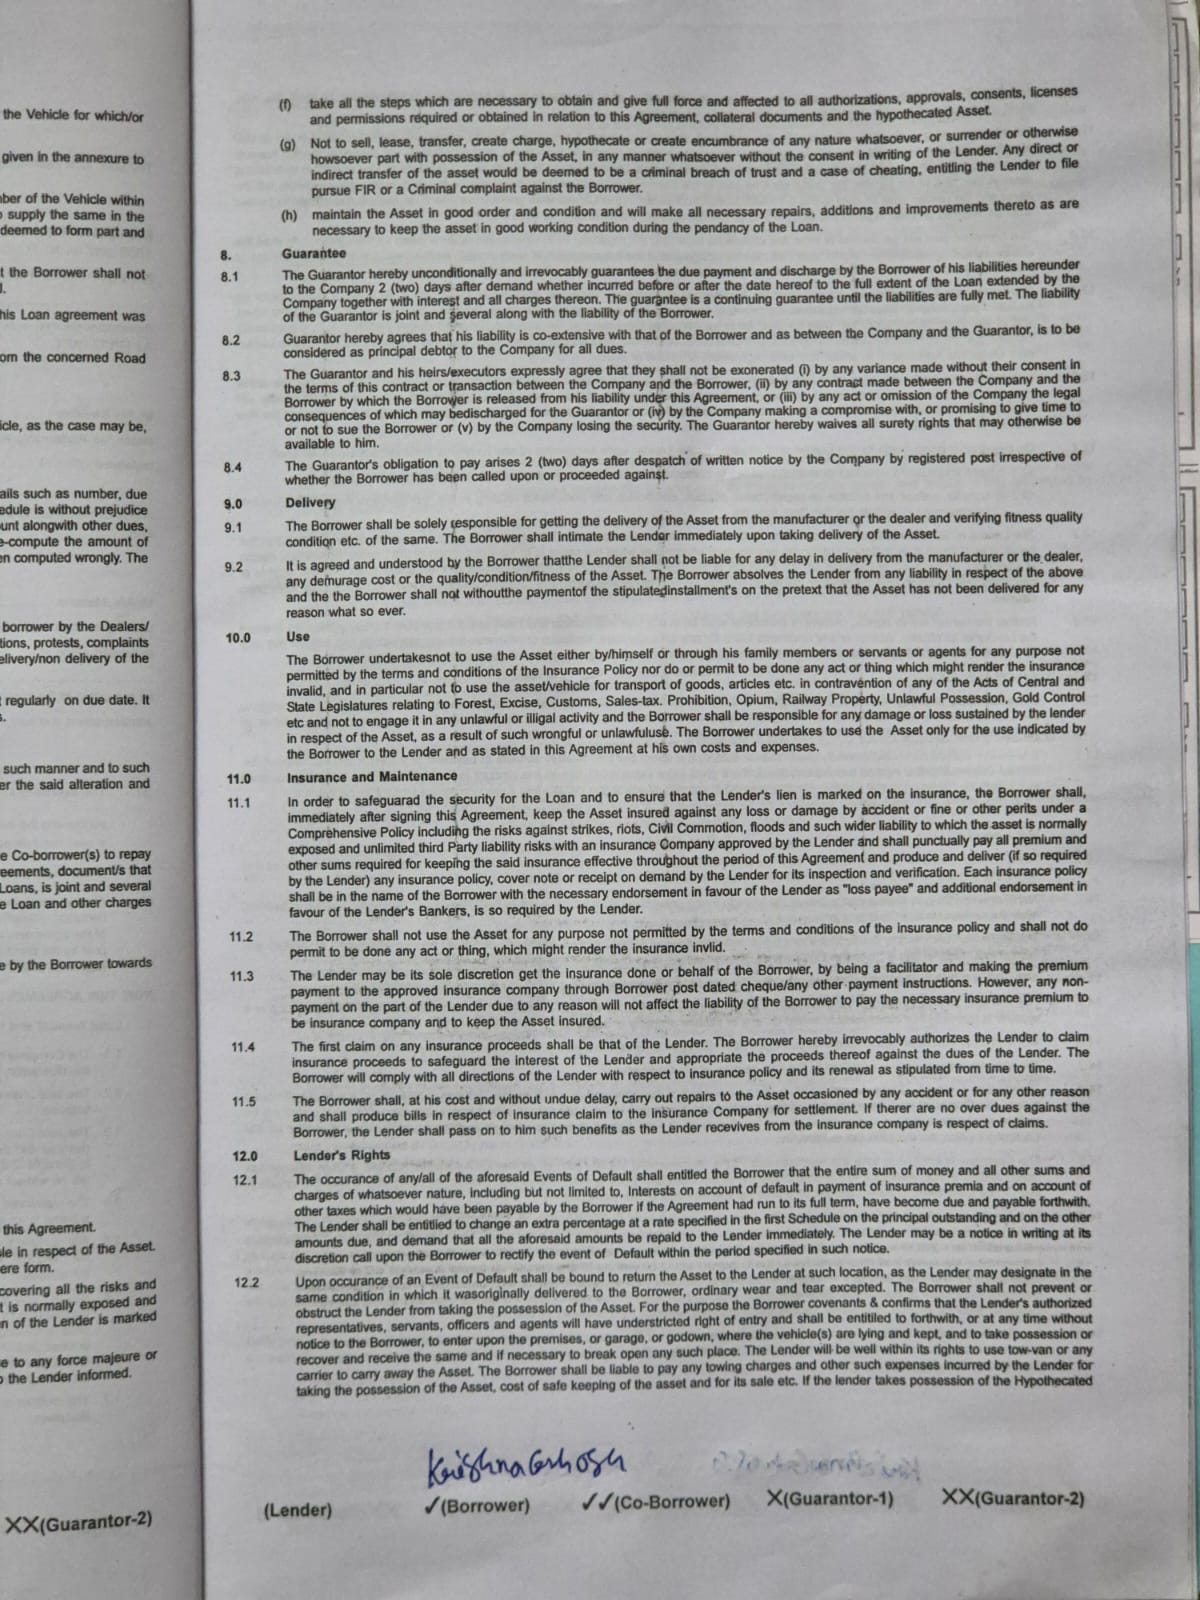 the Vehicle for which/or
given in the annexure to
ber of the Vehicle within
supply the same in the
deemed to form part and
t the Borrower shall not
his Loan agreement was
om the concerned Road
icle, as the case may be,
ails such as number, due
edule is without prejudice
unt alongwith other dues,
e-compute the amount of
en computed wrongly. The
borrower by the Dealers/
tions, protests, complaints
elivery/non delivery of the
regularly on due date. It
such manner and to such
er the said alteration and
e Co-borrower(s) to repay
eements, document/s that
Loans, is joint and several
e Loan and other charges
e by the Borrower towards
this Agreement.
le in respect of the Asset.
ere form.
covering all the risks and
t is normally exposed and
n of the Lender is marked
e to any force majeure or
the Lender informed.
XX(Guarantor-2)
(f) take all the steps which are necessary to obtain and give full force and affected to all authorizations, approvals, consents, licenses
and permissions required or obtained in relation to this Agreement, collateral documents and the hypothecated Asset.
(g) Not to sell, lease, transfer, create charge, hypothecate or create encumbrance of any nature whatsoever, or surrender or otherwise
howsoever part with possession of the Asset, in any manner whatsoever without the consent in writing of the Lender. Any direct or
indirect transfer of the asset would be deemed to be a criminal breach of trust and a case of cheating, entitling the Lender to file
pursue FIR or a Criminal complaint against the Borrower.
(h) maintain the Asset in good order and condition and will make all necessary repairs, additions and improvements thereto as are
necessary to keep the asset in good working condition during the pendancy of the Loan.
8. Guarantee
8.1 The Guarantor hereby unconditionally and irrevocably guarantees the due payment and discharge by the Borrower of his liabilities hereunder
to the Company 2 (two) days after demand whether incurred before or after the date hereof to the full extent of the Loan extended by the
Company together with interest and all charges thereon. The guarantee is a continuing guarantee until the liabilities are fully met. The liability
of the Guarantor is joint and several along with the liability of the Borrower.
8.2 Guarantor hereby agrees that his liability is co-extensive with that of the Borrower and as between the Company and the Guarantor, is to be
considered as principal debtor to the Company for all dues.
8.3 The Guarantor and his heirs/executors expressly agree that they shall not be exonerated (i) by any variance made without their consent in
the terms of this contract or transaction between the Company and the Borrower, (ii) by any contract made between the Company and the
Borrower by which the Borrower is released from his liability under this Agreement, or (iii) by any act or omission of the Company the legal
consequences of which may bedischarged for the Guarantor or (iv) by the Company making a compromise with, or promising to give time to
or not to sue the Borrower or (v) by the Company losing the security. The Guarantor hereby waives all surety rights that may otherwise be
available to him.
8.4 The Guarantor's obligation to pay arises 2 (two) days after despatch of written notice by the Company by registered post irrespective of
whether the Borrower has been called upon or proceeded against.
9.0 Delivery
9.1 The Borrower shall be solely responsible for getting the delivery of the Asset from the manufacturer or the dealer and verifying fitness quality
condition etc. of the same. The Borrower shall intimate the Lender immediately upon taking delivery of the Asset.
9.2 It is agreed and understood by the Borrower thatthe Lender shall not be liable for any delay in delivery from the manufacturer or the dealer,
any demurage cost or the quality/condition/fitness of the Asset. The Borrower absolves the Lender from any liability in respect of the above
and the the Borrower shall not withoutthe paymentof the stipulatedinstallment's on the pretext that the Asset has not been delivered for any
reason what so ever.
10.0 Use
The Borrower undertakesnot to use the Asset either by/himself or through his family members or servants or agents for any purpose not
permitted by the terms and conditions of the Insurance Policy nor do or permit to be done any act or thing which might render the insurance
invalid, and in particular not to use the asset/vehicle for transport of goods, articles etc. in contravention of any of the Acts of Central and
State Legislatures relating to Forest, Excise, Customs, Sales-tax. Prohibition, Opium, Railway Property, Unlawful Possession, Gold Control
etc and not to engage it in any unlawful or illigal activity and the Borrower shall be responsible for any damage or loss sustained by the lender
in respect of the Asset, as a result of such wrongful or unlawfuluse. The Borrower undertakes to use the Asset only for the use indicated by
the Borrower to the Lender and as stated in this Agreement at his own costs and expenses.
11.0 Insurance and Maintenance
11.1 In order to safeguarad the security for the Loan and to ensure that the Lender's lien is marked on the insurance, the Borrower shall,
immediately after signing this Agreement, keep the Asset insured against any loss or damage by accident or fine or other perits under a
Comprehensive Policy including the risks against strikes, riots, Civil Commotion, floods and such wider liability to which the asset is normally
exposed and unlimited third Party liability risks with an insurance Company approved by the Lender and shall punctually pay all premium and
other sums required for keeping the said insurance effective throughout the period of this Agreement and produce and deliver (if so required
by the Lender) any insurance policy, cover note or receipt on demand by the Lender for its inspection and verification. Each insurance policy
shall be in the name of the Borrower with the necessary endorsement in favour of the Lender as "loss payee" and additional endorsement in
favour of the Lender's Bankers, is so required by the Lender.
11.2 The Borrower shall not use the Asset for any purpose not permitted by the terms and conditions of the insurance policy and shall not do
permit to be done any act or thing, which might render the insurance invlid.
11.3 The Lender may be its sole discretion get the insurance done or behalf of the Borrower, by being a facilitator and making the premium
payment to the approved insurance company through Borrower post dated cheque/any other payment instructions. However, any non-
payment on the part of the Lender due to any reason will not affect the liability of the Borrower to pay the necessary insurance premium to
be insurance company and to keep the Asset insured.
11.4 The first claim on any insurance proceeds shall be that of the Lender. The Borrower hereby irrevocably authorizes the Lender to claim
insurance proceeds to safeguard the interest of the Lender and appropriate the proceeds thereof against the dues of the Lender. The
Borrower will comply with all directions of the Lender with respect to insurance policy and its renewal as stipulated from time to time.
11.5 The Borrower shall, at his cost and without undue delay, carry out repairs to the Asset occasioned by any accident or for any other reason
and shall produce bills in respect of insurance claim to the insurance Company for settlement. If therer are no over dues against the
Borrower, the Lender shall pass on to him such benefits as the Lender recevives from the insurance company is respect of claims.
12.0 Lender's Rights
12.1 The occurance of any/all of the aforesaid Events of Default shall entitled the Borrower that the entire sum of money and all other sums and
charges of whatsoever nature, including but not limited to, Interests on account of default in payment of insurance premia and on account of
other taxes which would have been payable by the Borrower if the Agreement had run to its full term, have become due and payable forthwith.
The Lender shall be entitlied to change an extra percentage at a rate specified in the first Schedule on the principal outstanding and on the other
amounts due, and demand that all the aforesaid amounts be repaid to the Lender immediately. The Lender may be a notice in writing at its
discretion call upon the Borrower to rectify the event of Default within the period specified in such notice.
12.2 Upon occurance of an Event of Default shall be bound to return the Asset to the Lender at such location, as the Lender may designate in the
same condition in which it wasoriginally delivered to the Borrower, ordinary wear and tear excepted. The Borrower shall not prevent or
obstruct the Lender from taking the possession of the Asset. For the purpose the Borrower covenants & confirms that the Lender's authorized
representatives, servants, officers and agents will have understricted right of entry and shall be entitiled to forthwith, or at any time without
notice to the Borrower, to enter upon the premises, or garage, or godown, where the vehicle(s) are lying and kept, and to take possession or
recover and receive the same and if necessary to break open any such place. The Lender will be well within its rights to use tow-van or any
carrier to carry away the Asset. The Borrower shall be liable to pay any towing charges and other such expenses incurred by the Lender for
taking the possession of the Asset, cost of safe keeping of the asset and for its sale etc. If the lender takes possession of the Hypothecated
Krishna Ghosh
(Lender) ✓(Borrower) ✓✓(Co-Borrower) X(Guarantor-1) XX(Guarantor-2)